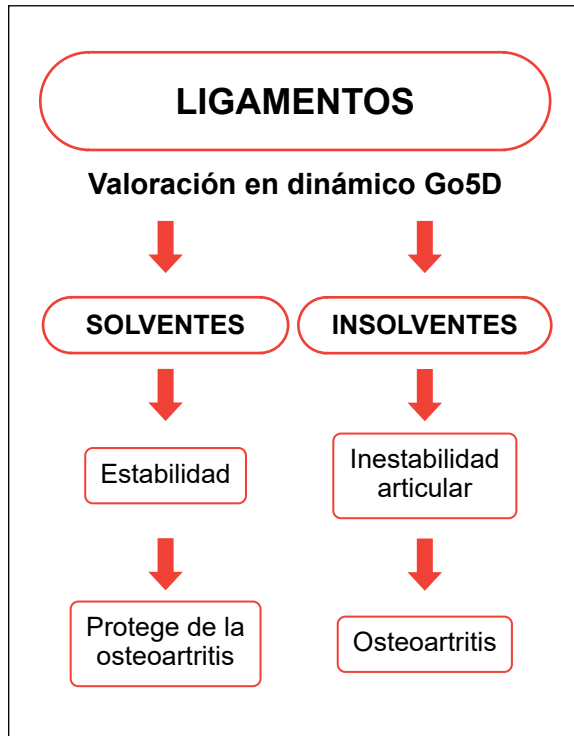 LIGAMENTOS
Valoración en dinámico Go5D
SOLVENTES
INSOLVENTES
Estabilidad
Inestabilidad
articular
Protege de la
osteoartritis
Osteoartritis